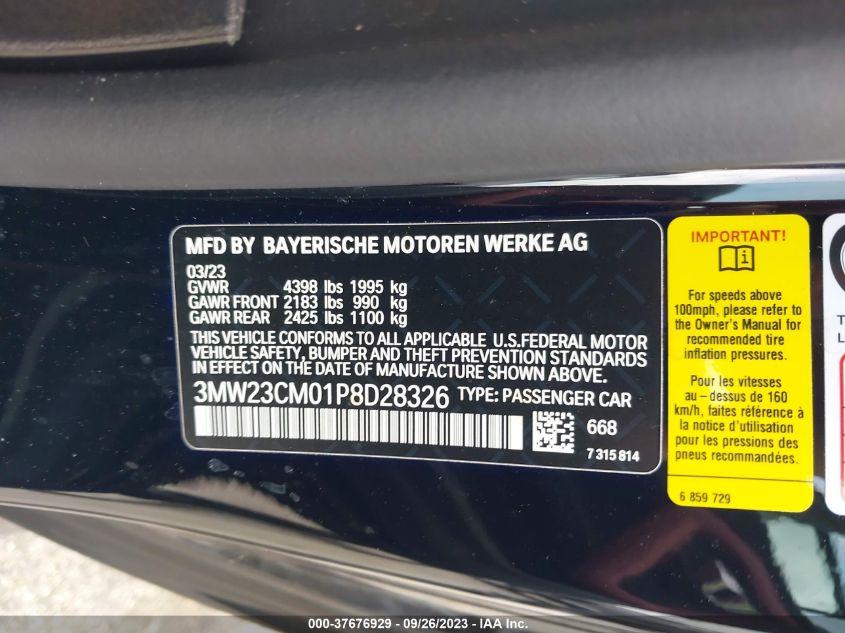 MFD BY BAYERISCHE MOTOREN WERKE AG
03/23
GVWR 4398 lbs 1995 kg
GAWR FRONT 2183 lbs 990 kg
GAWR REAR 2425 lbs 1100 kg
THIS VEHICLE CONFORMS TO ALL APPLICABLE U.S.FEDERAL MOTOR
VEHICLE SAFETY, BUMPER AND THEFT PREVENTION STANDARDS
IN EFFECT ON THE DATE OF MANUFACTURE SHOWN ABOVE.
3MW23CM01P8D28326 TYPE: PASSENGER CAR
668
7 315 814
IMPORTANT!
For speeds above
100mph, please refer to
the Owner's Manual for
recommended tire
inflation pressures.
Pour les vitesses
au - dessus de 160
km/h, faites référence à
la notice d'utilisation
pour les pressions des
pneus recommandées.
6 859 729
T
L
000-37676929 / 09/26/2023 / IAA Inc.